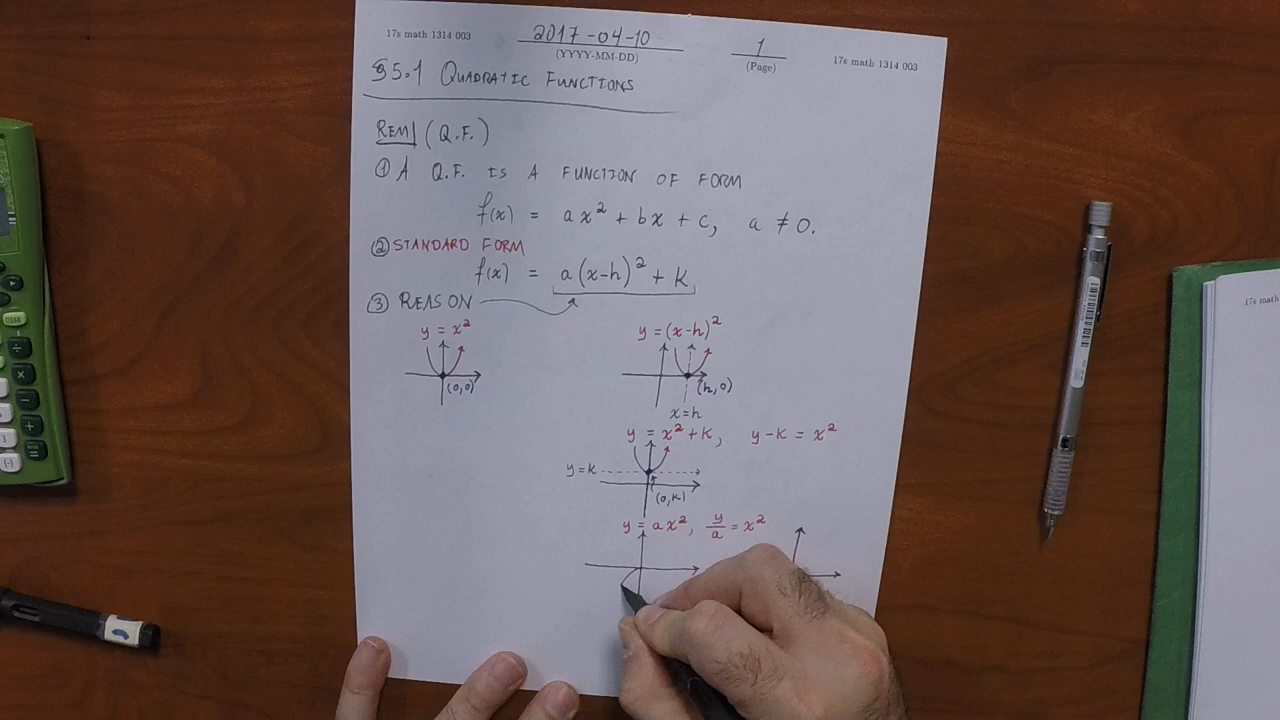 17s math 1314 003 2017-04-10 1 17s math 1314 003
(YYYY-MM-DD) (Page)
§5.1 QUADRATIC FUNCTIONS
REM (Q.F.)
① A Q.F. IS A FUNCTION OF FORM
f(x) = ax² + bx + c, a ≠ 0.
② STANDARD FORM
f(x) = a(x-h)² + K
③ REASON
y = x² y = (x-h)²
(0,0) (h,0)
x=h
y = x²+K, y-K = x²
y=K
(0,K)
y = ax², y/a = x²
CLEAR
17s math